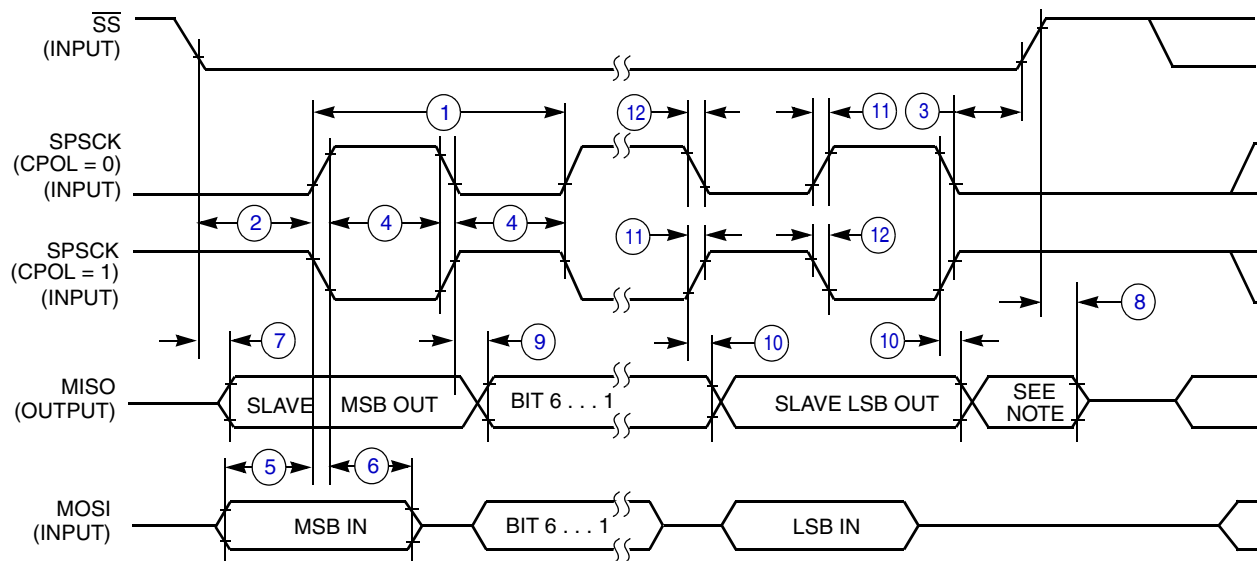 SS
(INPUT)
1
12
11
3
SPSCK
(CPOL = 0)
(INPUT)
2
4
4
SPSCK
(CPOL = 1)
(INPUT)
11
12
8
7
9
10
10
MISO
(OUTPUT)
SLAVE
MSB OUT
BIT 6 . . . 1
SLAVE LSB OUT
SEE
NOTE
5
6
MOSI
(INPUT)
MSB IN
BIT 6 . . . 1
LSB IN